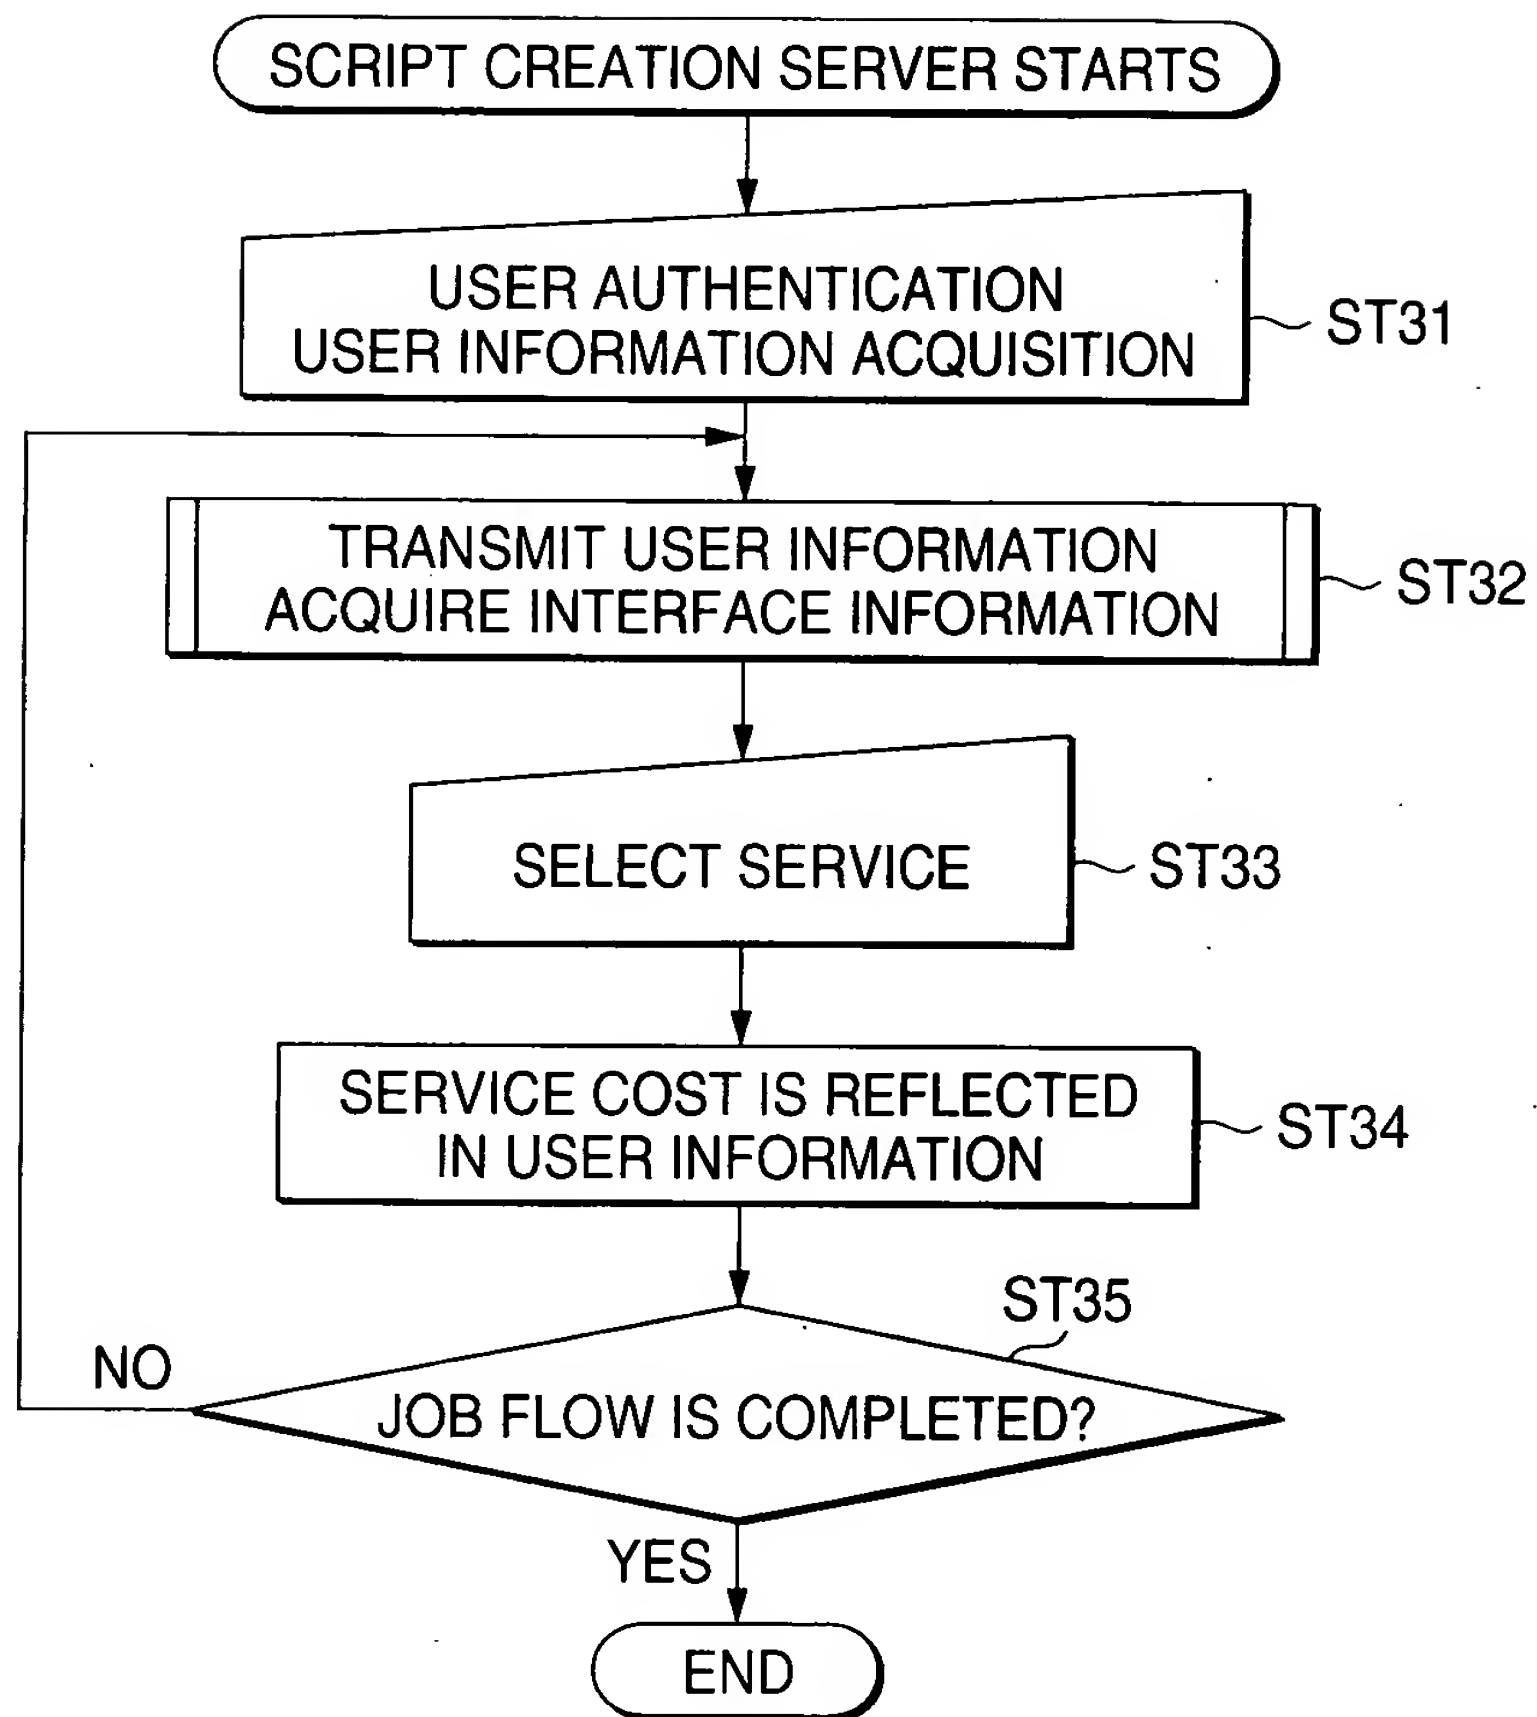 SCRIPT CREATION SERVER STARTS
USER AUTHENTICATION
USER INFORMATION ACQUISITION
ST31
TRANSMIT USER INFORMATION
ACQUIRE INTERFACE INFORMATION
ST32
SELECT SERVICE
ST33
SERVICE COST IS REFLECTED
IN USER INFORMATION
ST34
ST35
NO
JOB FLOW IS COMPLETED?
YES
END